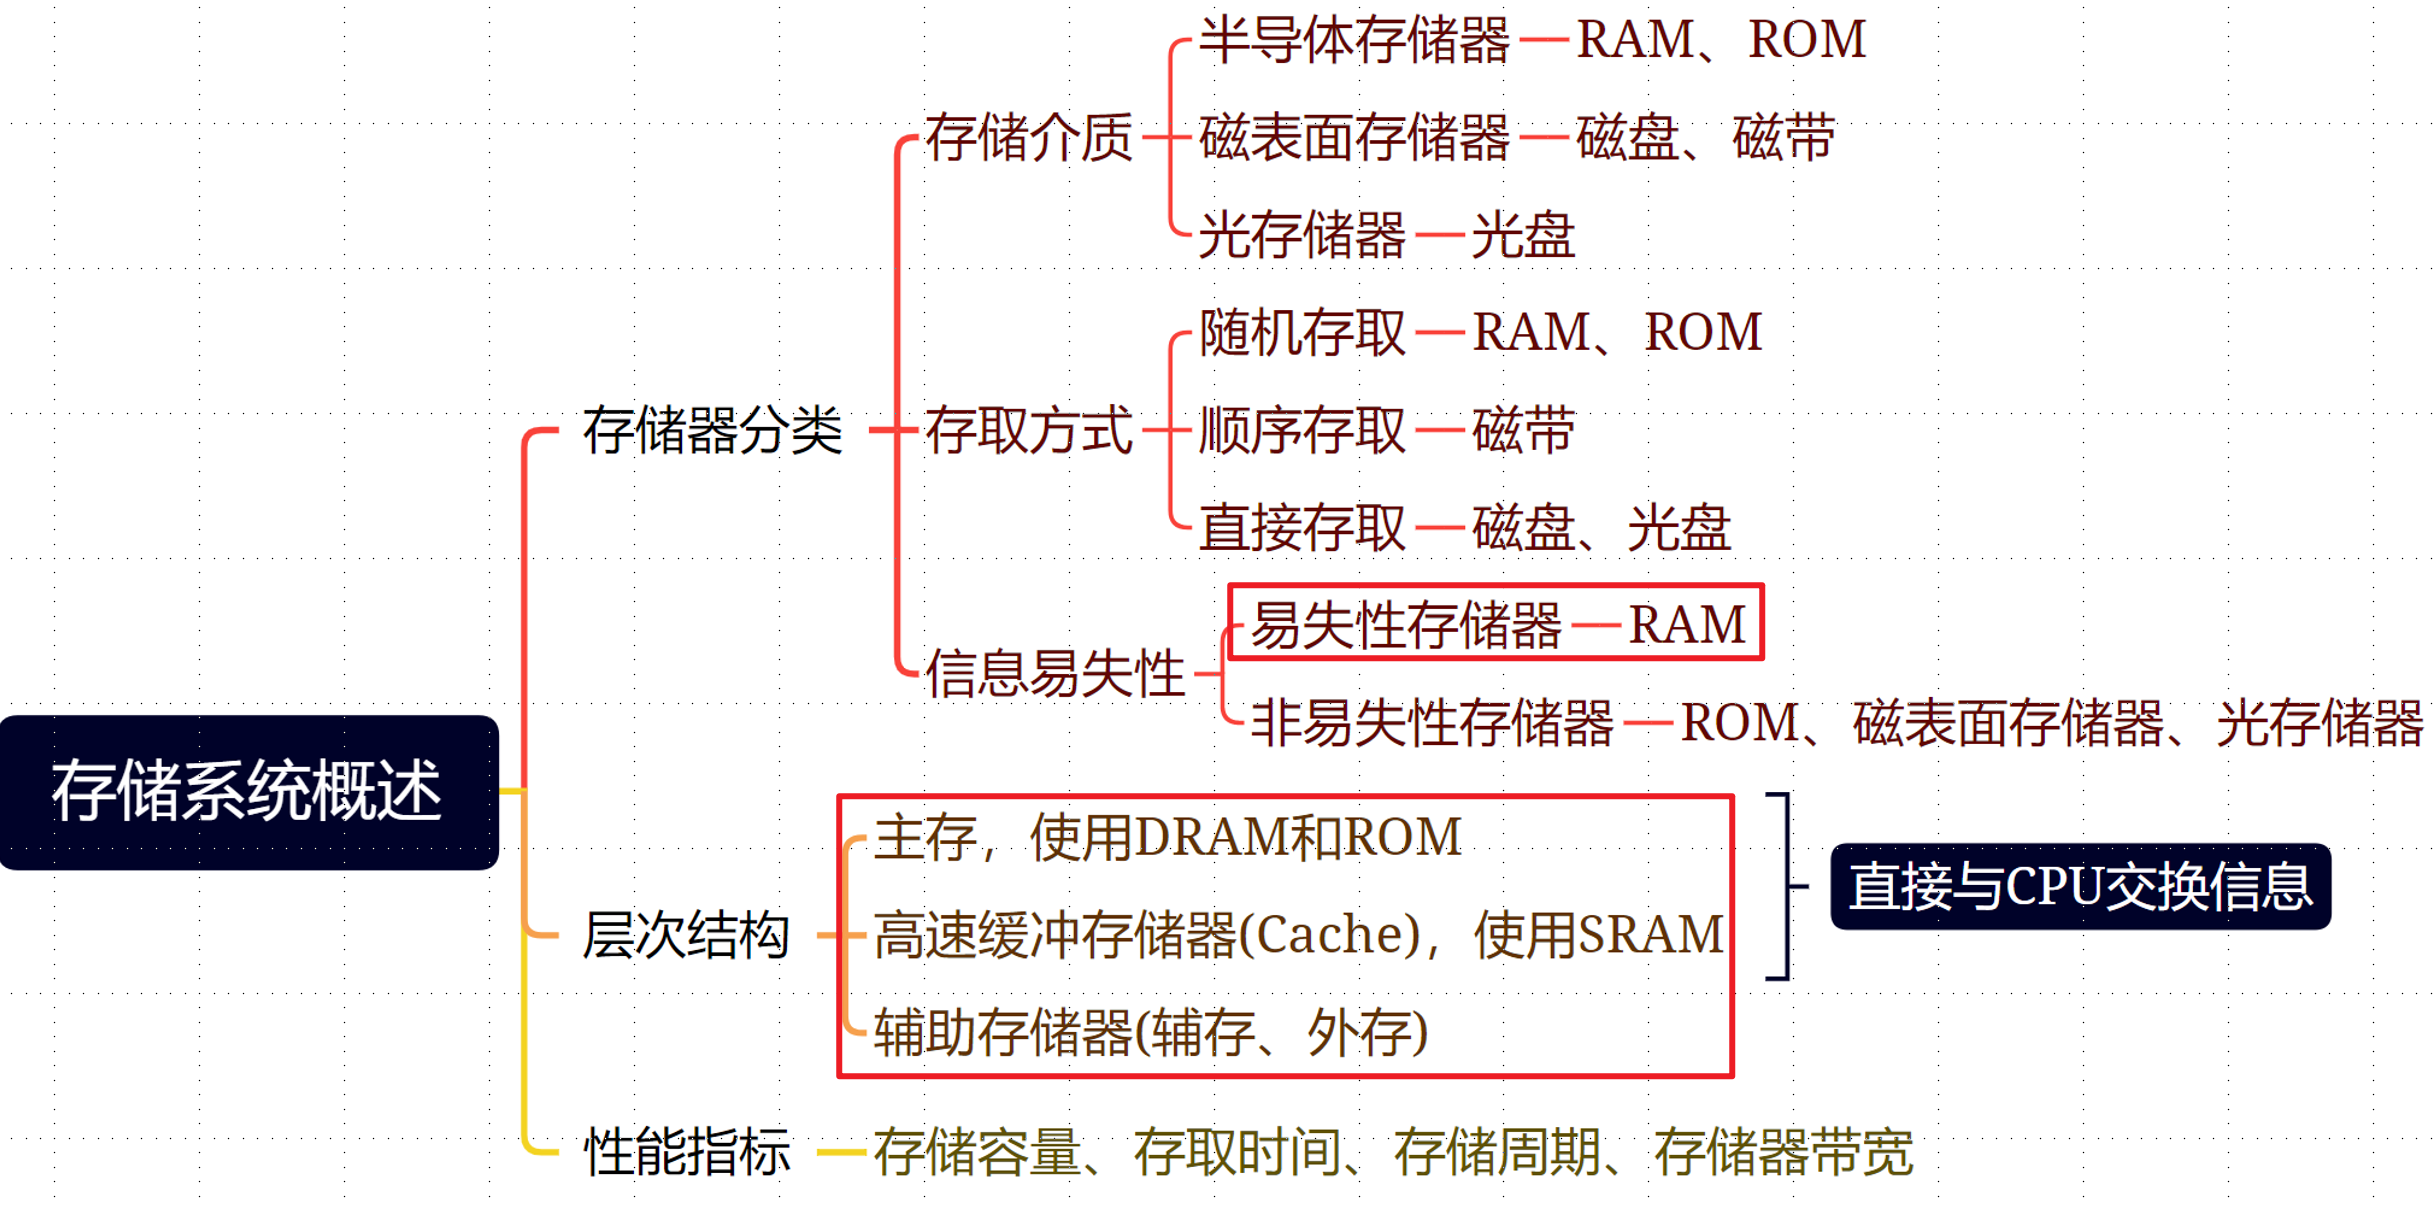 半导体存储器 RAM、ROM
存储介质 磁表面存储器 磁盘、磁带
光存储器 光盘
随机存取 RAM、ROM
存储器分类 存取方式 顺序存取 磁带
直接存取 磁盘、光盘
易失性存储器 RAM
信息易失性
非易失性存储器 ROM、磁表面存储器、光存储器
存储系统概述
主存，使用DRAM和ROM
直接与CPU交换信息
层次结构 高速缓冲存储器(Cache)，使用SRAM
辅助存储器(辅存、外存)
性能指标 存储容量、存取时间、存储周期、存储器带宽